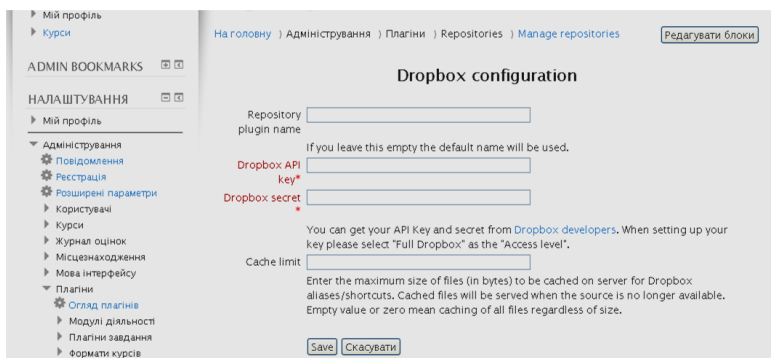 Мій профіль
Курси
ADMIN BOOKMARKS
НАЛАШТУВАННЯ
Мій профіль
Адміністрування
Повідомлення
Реєстрація
Розширені параметри
Користувачі
Курси
Журнал оцінок
Місцезнаходження
Мова інтерфейсу
Плагіни
Огляд плагінів
Модулі діяльності
Плагіни завдання
Формати курсів
На головну ⟩ Адміністрування ⟩ Плагіни ⟩ Repositories ⟩ Manage repositories
Редагувати блоки
Dropbox configuration
Repository
plugin name
If you leave this empty the default name will be used.
Dropbox API
key*
Dropbox secret
*
You can get your API Key and secret from Dropbox developers. When setting up your
key please select "Full Dropbox" as the "Access level".
Cache limit
Enter the maximum size of files (in bytes) to be cached on server for Dropbox
aliases/shortcuts. Cached files will be served when the source is no longer available.
Empty value or zero mean caching of all files regardless of size.
Save
Скасувати